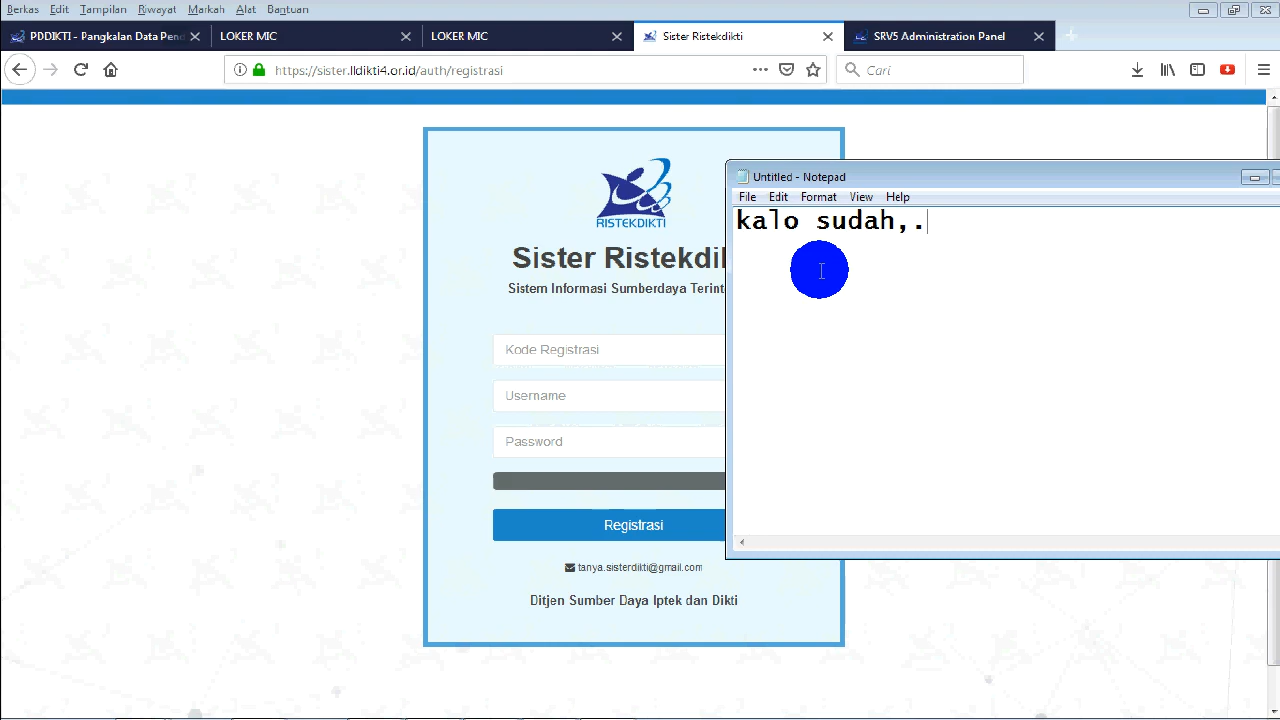 Berkas Edit Tampilan Riwayat Markah Alat Bantuan
PDDIKTI - Pangkalan Data Pend LOKER MIC LOKER MIC Sister Ristekdikti SRV5 Administration Panel
https://sister.lldikti4.or.id/auth/registrasi Cari
RISTEKDIKTI
Sister Ristekdik
Sistem Informasi Sumberdaya Terint
Kode Registrasi
Username
Password
Registrasi
tanya.sisterdikti@gmail.com
Ditjen Sumber Daya Iptek dan Dikti
Untitled - Notepad
File Edit Format View Help
kalo sudah,.